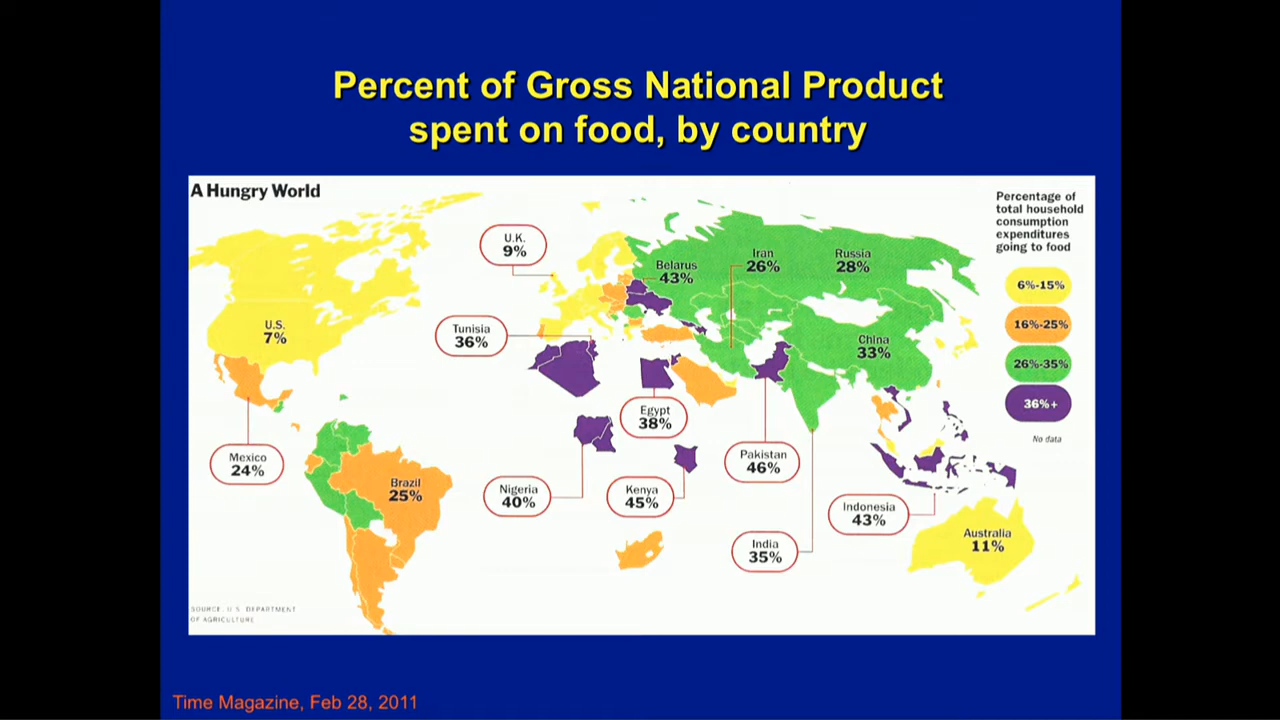 Percent of Gross National Product
spent on food, by country
A Hungry World
Percentage of
total household
consumption
expenditures
going to food
6%-15%
16%-25%
26%-35%
36%+
No data
U.K.
9%
Belarus
43%
Iran
26%
Russia
28%
U.S.
7%
Tunisia
36%
China
33%
Egypt
38%
Mexico
24%
Brazil
25%
Nigeria
40%
Kenya
45%
Pakistan
46%
Indonesia
43%
India
35%
Australia
11%
SOURCE: U.S. DEPARTMENT
OF AGRICULTURE
Time Magazine, Feb 28, 2011